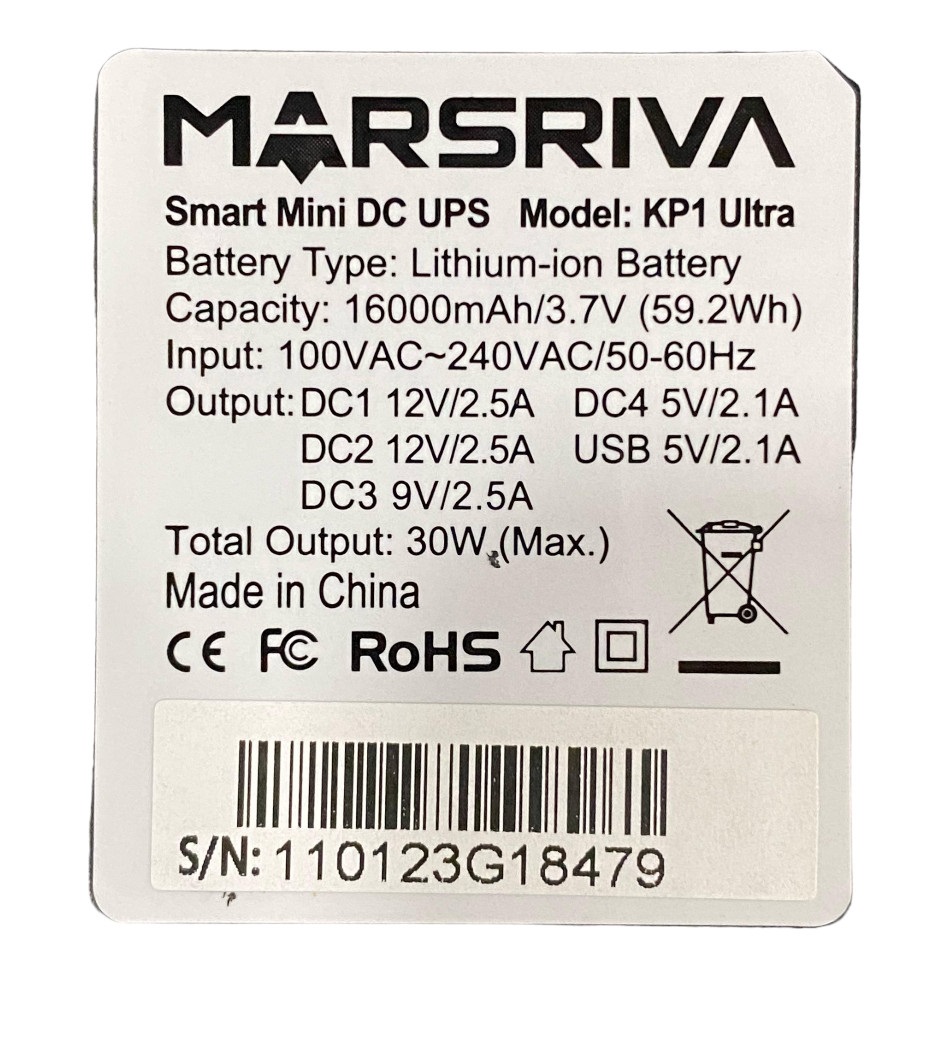 MARSRIVA
Smart Mini DC UPS Model: KP1 Ultra
Battery Type: Lithium-ion Battery
Capacity: 16000mAh/3.7V (59.2Wh)
Input: 100VAC~240VAC/50-60Hz
Output: DC1 12V/2.5A DC4 5V/2.1A
DC2 12V/2.5A USB 5V/2.1A
DC3 9V/2.5A
Total Output: 30W (Max.)
Made in China
CE FC RoHS
S/N: 110123G18479